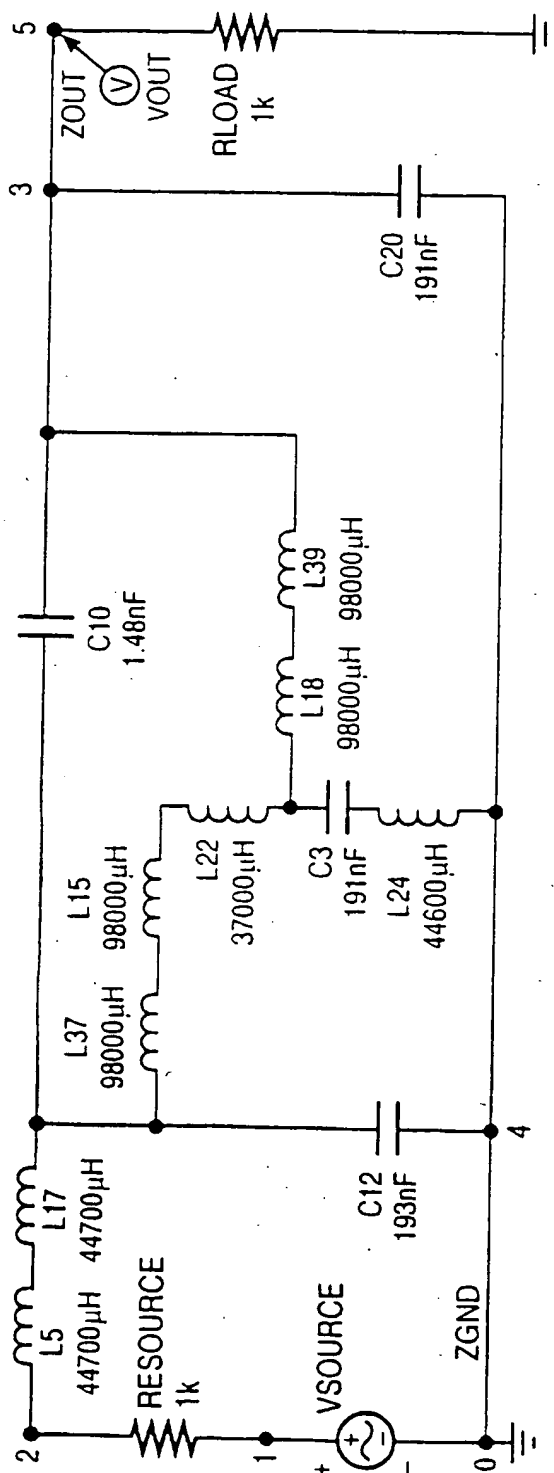 5
ZOUT
V
VOUT
RLOAD
1k
3
C20
191nF
C10
1.48nF
L39
98000µH
L18
98000µH
L15
98000µH
L22
37000µH
C3
191nF
L24
44600µH
L37
98000µH
C12
193nF
4
L17
44700µH
L5
44700µH
2
RESOURCE
1k
1
VSOURCE
+
+
−
−
0
ZGND